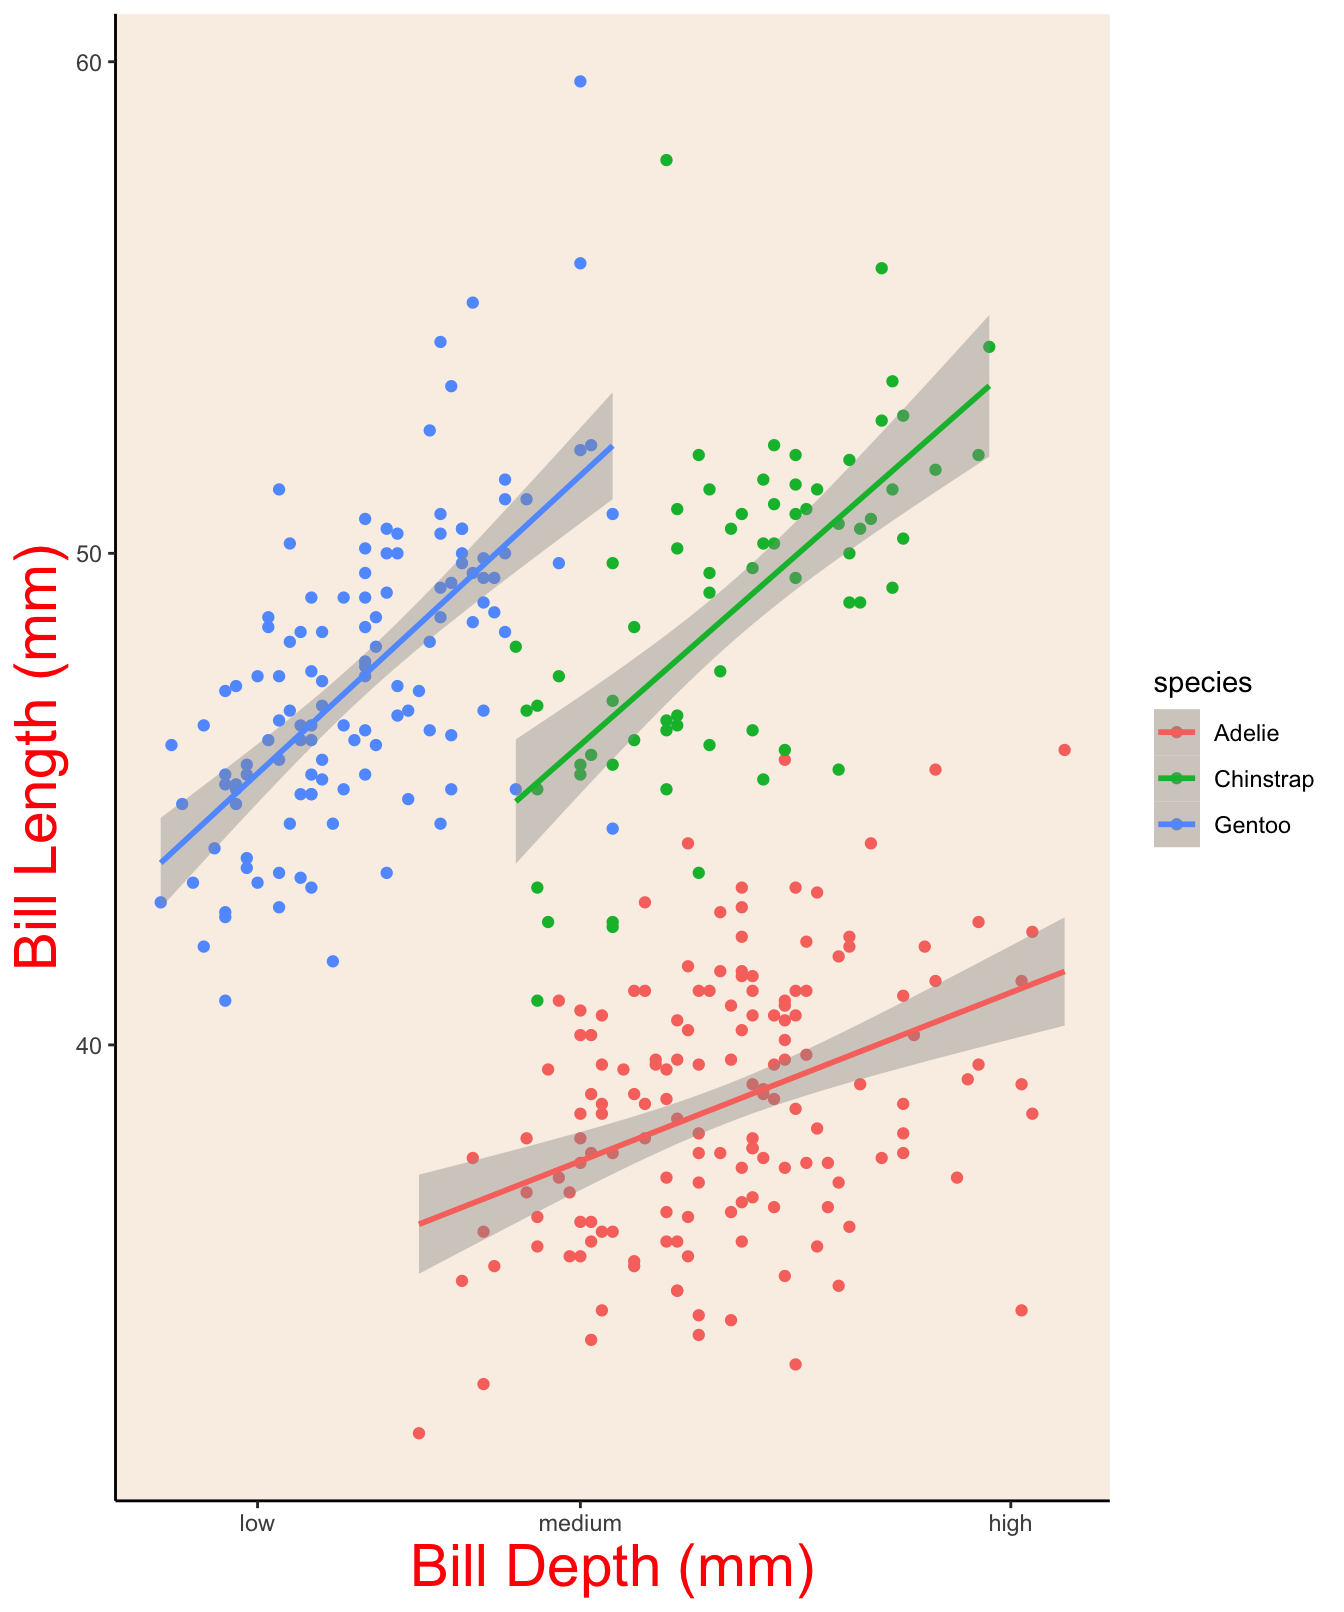 60
50
40
Bill Length (mm)
low medium high
Bill Depth (mm)
species
Adelie
Chinstrap
Gentoo